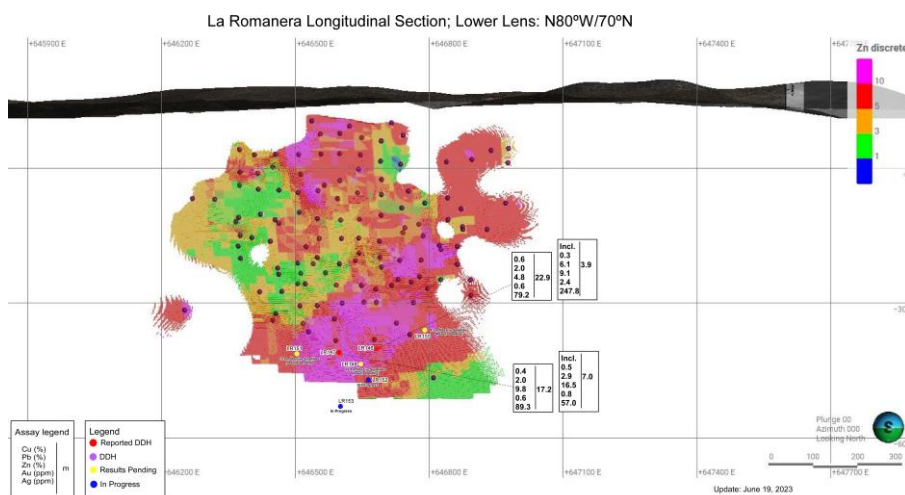 La Romanera Longitudinal Section; Lower Lens: N80ºW/70ºN
+645900 E
+646200 E
+646500 E
+646800 E
+647100 E
+647400 E
Zn discrete
10
5
3
1
0.6
2.0
4.8
0.6
79.2
22.9
Incl.
0.3
6.1
9.1
2.4
247.8
3.9
0.4
2.0
9.8
0.6
89.3
17.2
Incl.
0.5
2.9
16.5
0.8
57.0
7.0
LR151
LR147
LR153
In Progress
Assay legend
Cu (%)
Pb (%)
Zn (%)
Au (ppm)
Ag (ppm)
m
Legend
Reported DDH
DDH
Results Pending
In Progress
+646200 E
+646500 E
+646800 E
+647100 E
+647400 E
+647700 E
Plunge 00
Azimuth 000
Looking North
0
100
200
300
Update: June 19, 2023